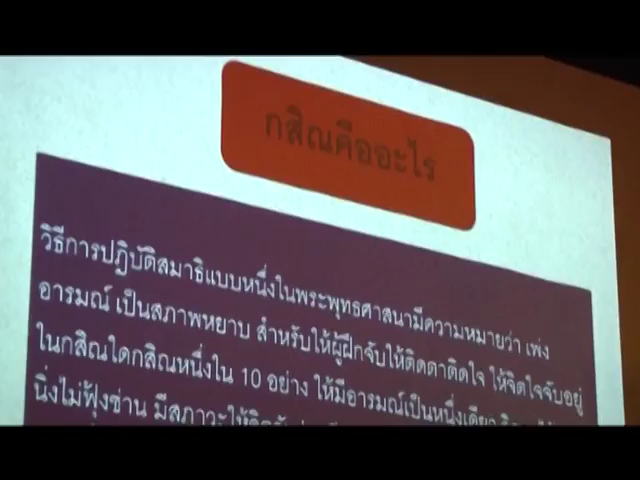 กสิณคืออะไร
วิธีการปฏิบัติสมาธิแบบหนึ่งในพระพุทธศาสนามีความหมายว่า เพ่ง
อารมณ์ เป็นสภาพหยาบ สำหรับให้ผู้ฝึกจับให้ติดตาติดใจ ให้จิตใจจับอยู่
ในกสิณใดกสิณหนึ่งใน 10 อย่าง ให้มีอารมณ์เป็นหนึ่งเดียว
นิ่งไม่ฟุ้งซ่าน มีสภาวะให้จิต